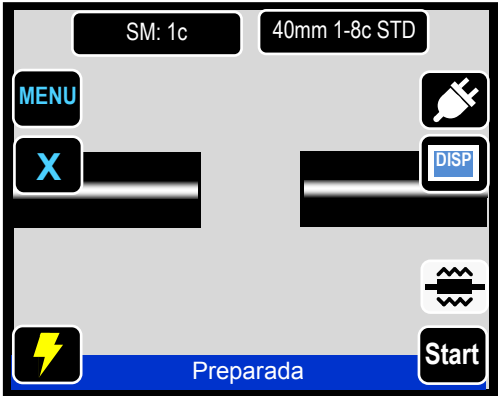 SM: 1c
40mm 1-8c STD
MENU
X
DISP
Preparada
Start